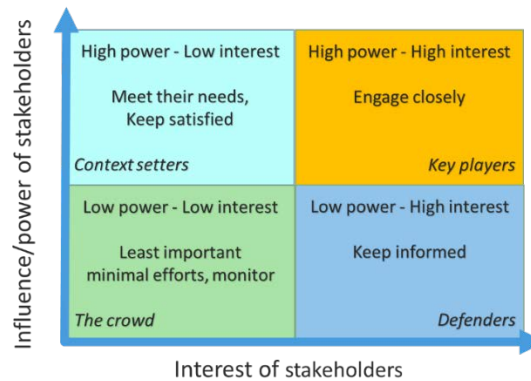 Influence/power of stakeholders
High power - Low interest
Meet their needs,
Keep satisfied
Context setters
High power - High interest
Engage closely
Key players
Low power - Low interest
Least important
minimal efforts, monitor
The crowd
Low power - High interest
Keep informed
Defenders
Interest of stakeholders